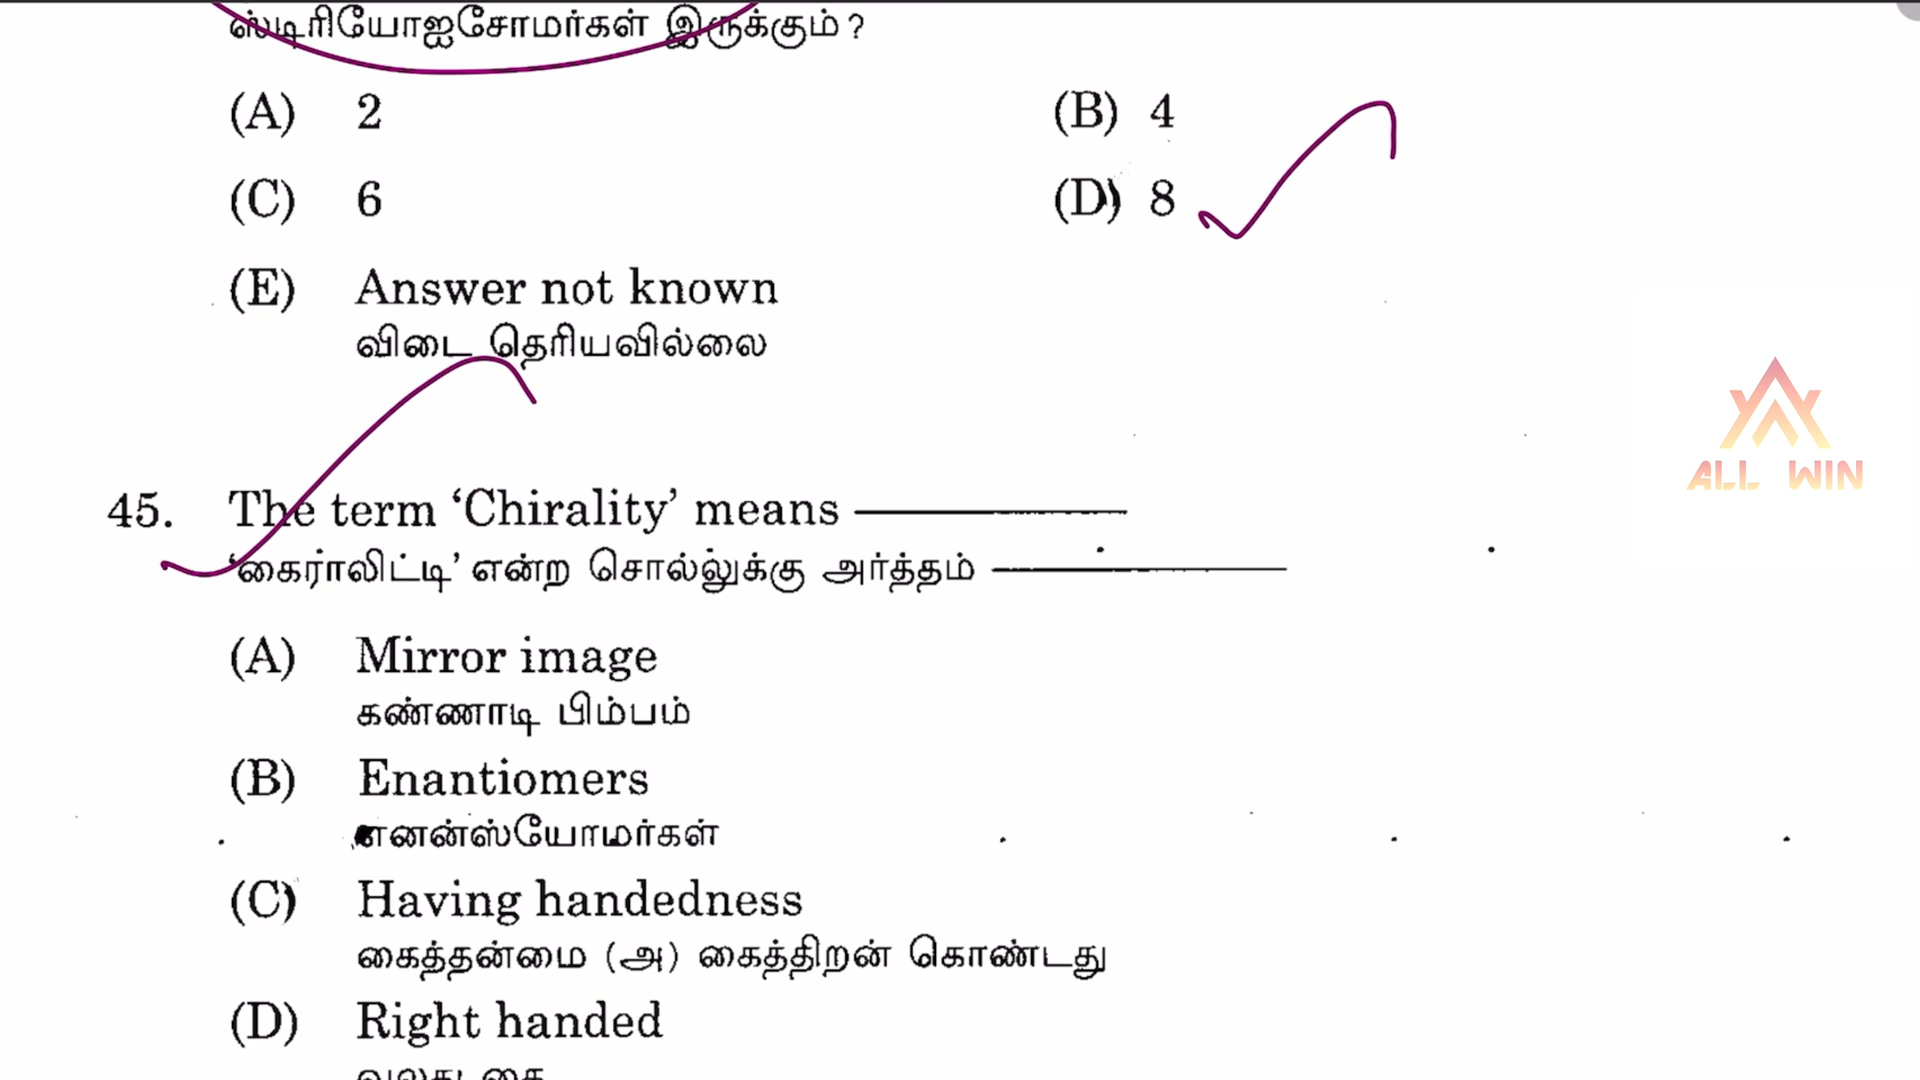 ஸ்டிரியோஐசோமர்கள் இருக்கும்?
(A) 2 (B) 4
(C) 6 (D) 8
(E) Answer not known
விடை தெரியவில்லை
45. The term ‘Chirality’ means
‘கைராலிட்டி’ என்ற சொல்லுக்கு அர்த்தம்
(A) Mirror image
கண்ணாடி பிம்பம்
(B) Enantiomers
எனன்ஸ்யோமர்கள்
(C) Having handedness
கைத்தன்மை (அ) கைத்திறன் கொண்டது
(D) Right handed
ALL WIN